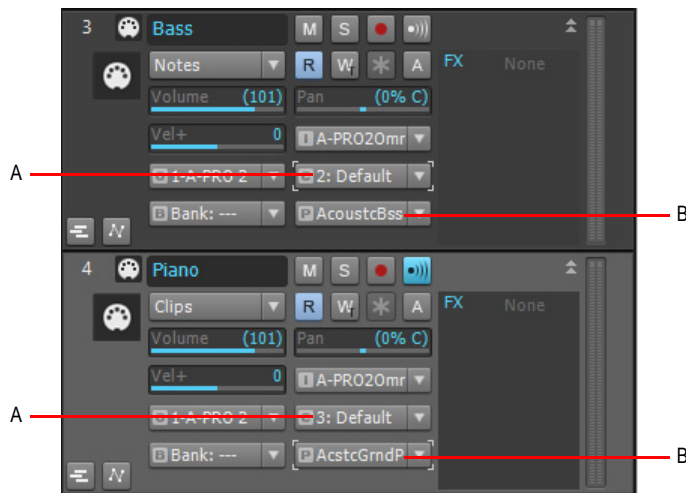 3 Bass M S
Notes R W * A FX None
Volume (101) Pan (0% C)
Vel+ 0 I A-PRO2Omr
A O 1-A-PRO 2 C 2: Default
B Bank: --- P AcoustcBss B
4 Piano M S
Clips R W * A FX None
Volume (101) Pan (0% C)
Vel+ 0 I A-PRO2Omr
A O 1-A-PRO 2 C 3: Default
B Bank: --- P AcstcGrndP B